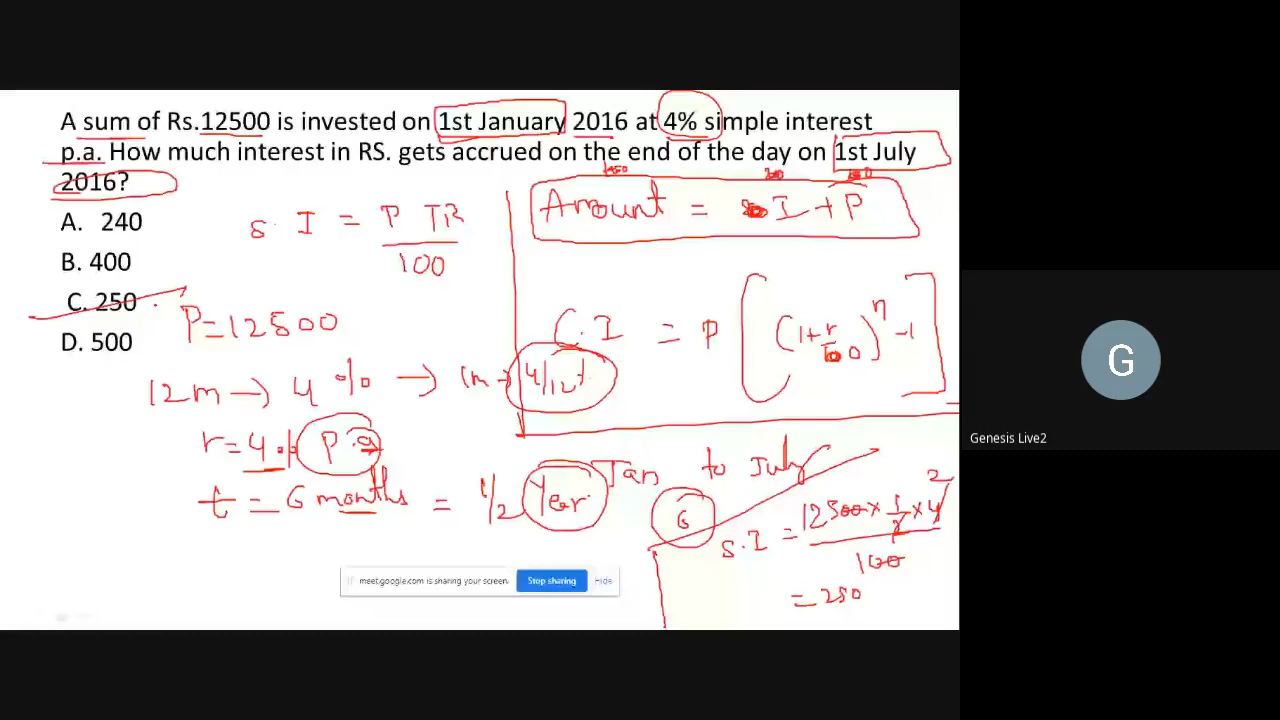 A sum of Rs.12500 is invested on 1st January 2016 at 4% simple interest
p.a. How much interest in RS. gets accrued on the end of the day on 1st July
2016?
A. 240
B. 400
C. 250
D. 500
S. I = P TR
100
Amount = I + P
P = 12500
C.I = P [(1+r/100)^n - 1]
12m → 4 % → 1m → 4/12
r = 4 % P.a
t = 6 months = 1/2 Year
Jan to July
6
S.I = 12500 x 1/2 x 4
2
100
= 250
meet.google.com is sharing your screen.
Stop sharing
Hide
G
Genesis Live2